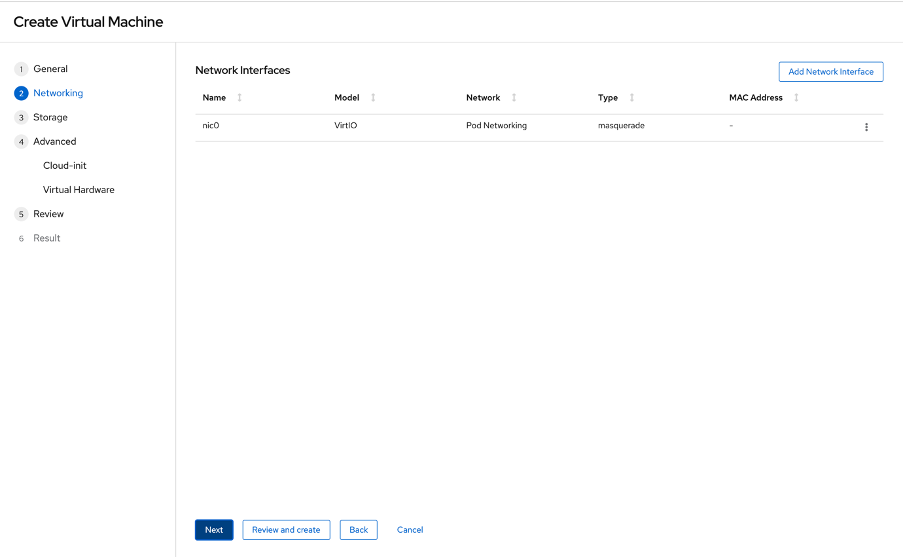 Create Virtual Machine
1 General
2 Networking
3 Storage
4 Advanced
Cloud-init
Virtual Hardware
5 Review
6 Result
Network Interfaces
Add Network Interface
Name Model Network Type MAC Address
nic0 VirtIO Pod Networking masquerade -
Next Review and create Back Cancel